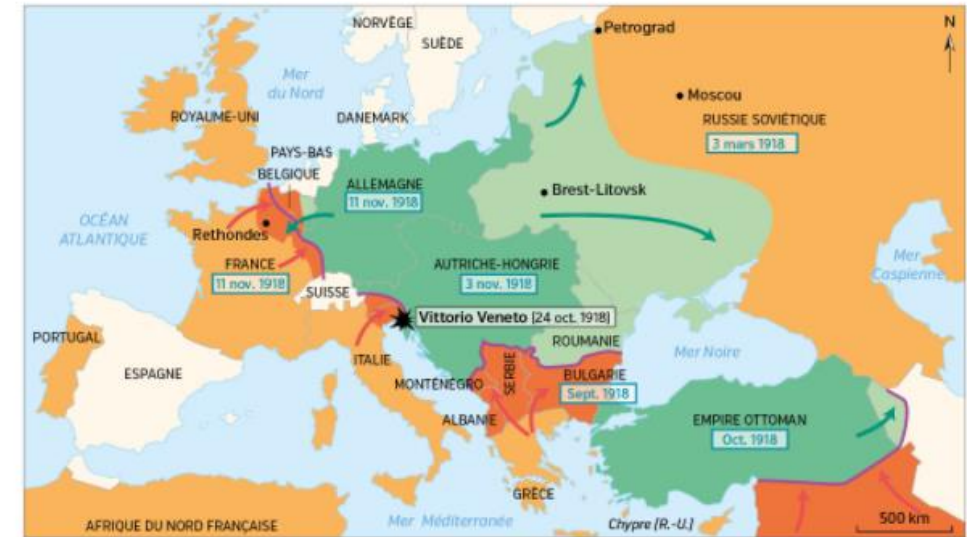 NORVÈGE
SUÈDE
Petrograd
N
Mer
du Nord
Moscou
ROYAUME-UNI
DANEMARK
RUSSIE SOVIÉTIQUE
3 mars 1918
PAYS-BAS
BELGIQUE
ALLEMAGNE
11 nov. 1918
Brest-Litovsk
OCÉAN
ATLANTIQUE
Rethondes
FRANCE
11 nov. 1918
AUTRICHE-HONGRIE
3 nov. 1918
Mer
Caspienne
SUISSE
Vittorio Veneto (24 oct. 1918)
PORTUGAL
ROUMANIE
Mer Noire
ESPAGNE
ITALIE
MONTÉNÉGRO
SERBIE
BULGARIE
Sept. 1918
ALBANIE
EMPIRE OTTOMAN
Oct. 1918
GRÈCE
AFRIQUE DU NORD FRANÇAISE
Mer Méditerranée
Chypre (R.-U.)
500 km